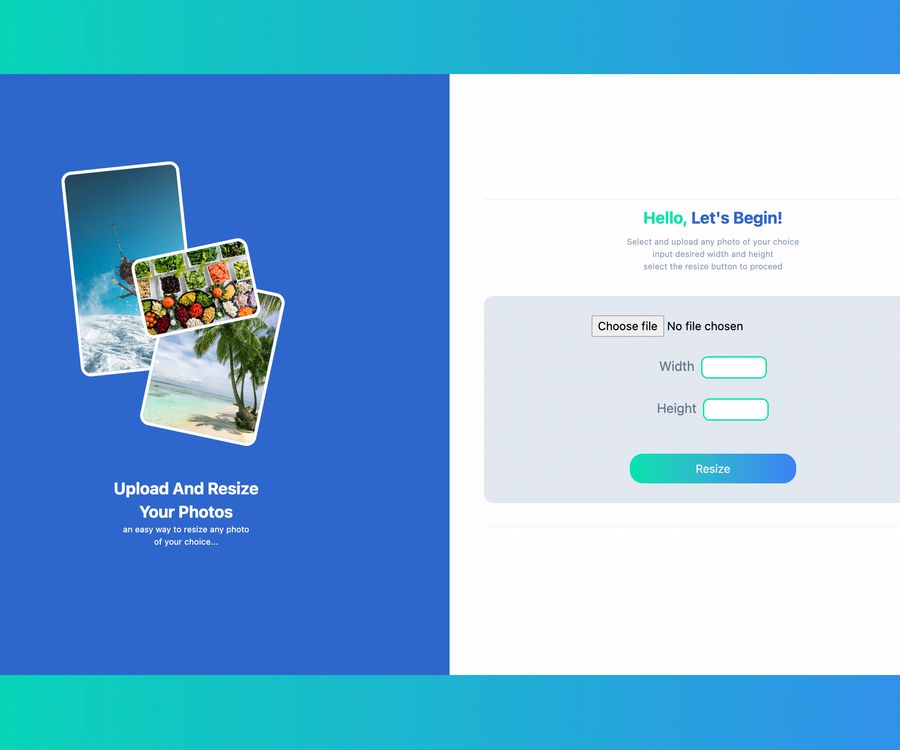 Upload And Resize
Your Photos
an easy way to resize any photo
of your choice...
Hello, Let's Begin!
Select and upload any photo of your choice
input desired width and height
select the resize button to proceed
Choose file No file chosen
Width
Height
Resize